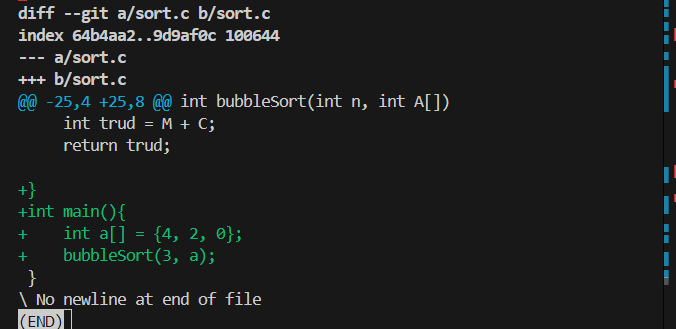 diff --git a/sort.c b/sort.c
index 64b4aa2..9d9af0c 100644
--- a/sort.c
+++ b/sort.c
@@ -25,4 +25,8 @@ int bubbleSort(int n, int A[])
     int trud = M + C;
     return trud;

+}
+int main(){
+    int a[] = {4, 2, 0};
+    bubbleSort(3, a);
 }
\ No newline at end of file
(END)